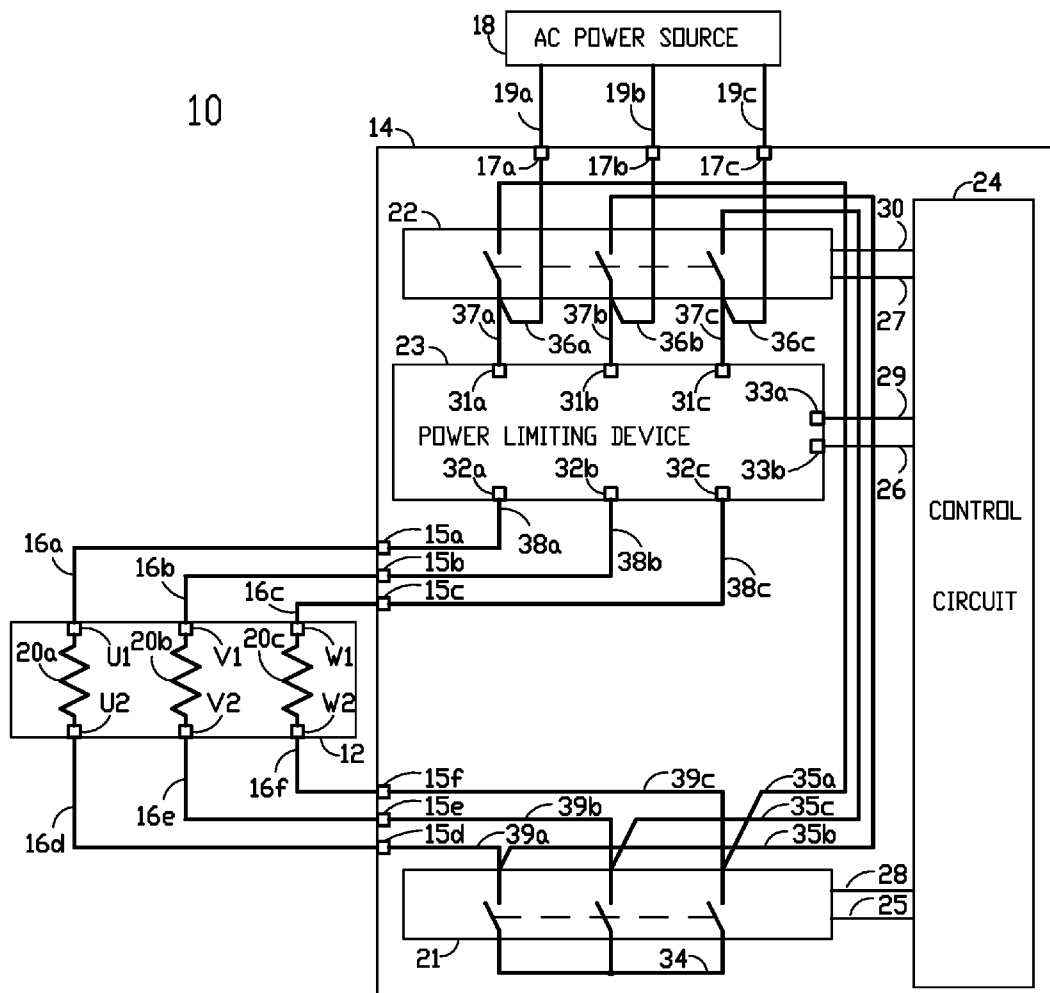 18
AC POWER SOURCE
19a
19b
19c
10
14
17a
17b
17c
24
22
30
37a
37b
37c
27
36a
36b
36c
23
31a
31b
31c
33a
29
POWER LIMITING DEVICE
32a
32b
32c
33b
26
CONTROL
CIRCUIT
16a
15a
38a
16b
15b
38b
16c
15c
38c
20a
U1
20b
V1
20c
W1
U2
V2
W2
12
16f
15f
39c
35a
16e
15e
39b
35c
16d
15d
39a
35b
28
25
21
34